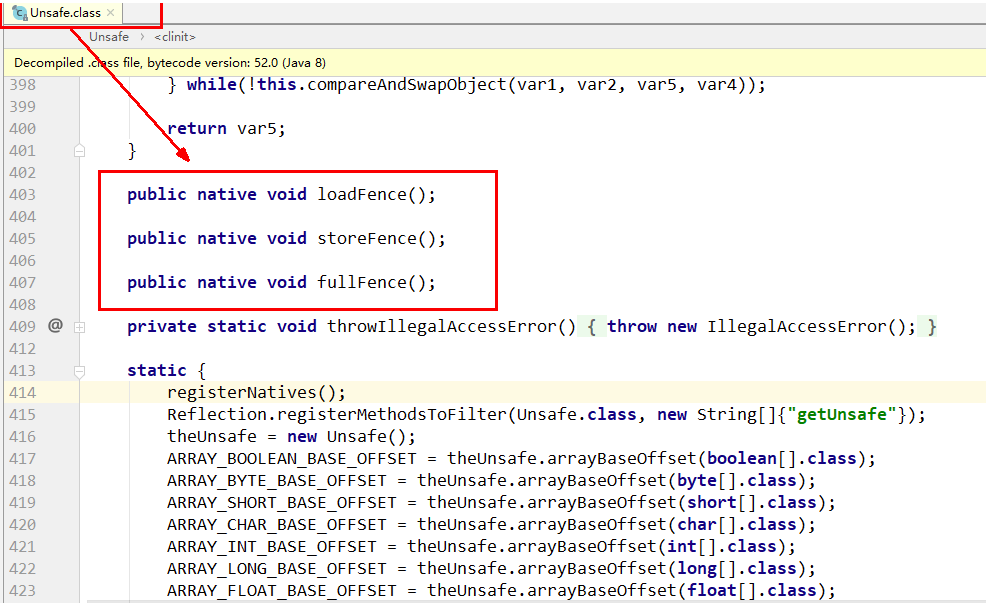 Unsafe.class ×
Unsafe › <clinit>
Decompiled .class file, bytecode version: 52.0 (Java 8)
398 } while(!this.compareAndSwapObject(var1, var2, var5, var4));
399
400 return var5;
401 }
402
403 public native void loadFence();
404
405 public native void storeFence();
406
407 public native void fullFence();
408
409 @ private static void throwIllegalAccessError() { throw new IllegalAccessError(); }
412
413 static {
414 registerNatives();
415 Reflection.registerMethodsToFilter(Unsafe.class, new String[]{"getUnsafe"});
416 theUnsafe = new Unsafe();
417 ARRAY_BOOLEAN_BASE_OFFSET = theUnsafe.arrayBaseOffset(boolean[].class);
418 ARRAY_BYTE_BASE_OFFSET = theUnsafe.arrayBaseOffset(byte[].class);
419 ARRAY_SHORT_BASE_OFFSET = theUnsafe.arrayBaseOffset(short[].class);
420 ARRAY_CHAR_BASE_OFFSET = theUnsafe.arrayBaseOffset(char[].class);
421 ARRAY_INT_BASE_OFFSET = theUnsafe.arrayBaseOffset(int[].class);
422 ARRAY_LONG_BASE_OFFSET = theUnsafe.arrayBaseOffset(long[].class);
423 ARRAY_FLOAT_BASE_OFFSET = theUnsafe.arrayBaseOffset(float[].class);